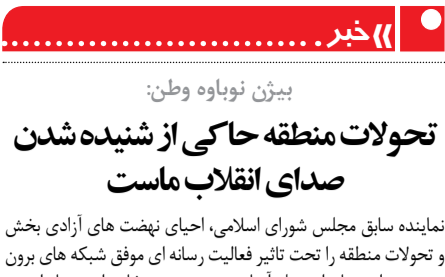 خبر
بیژن نوباوه وطن:
تحولات منطقه حاکی از شنیده شدن
صدای انقلاب ماست
نماینده سابق مجلس شورای اسلامی، احیای نهضت های آزادی بخش
و تحولات منطقه را تحت تاثیر فعالیت رسانه ای موفق شبکه های برون